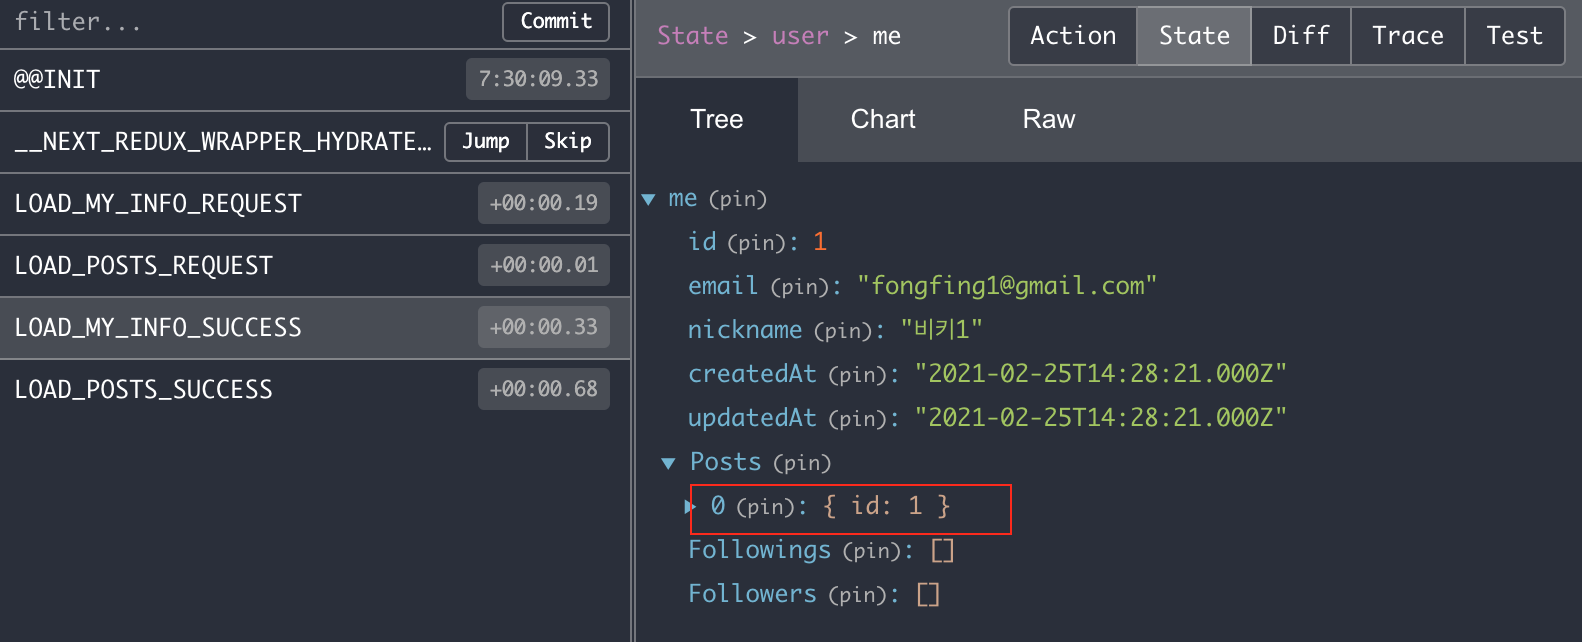 filter...
Commit
@@INIT
7:30:09.33
__NEXT_REDUX_WRAPPER_HYDRATE…
Jump
Skip
LOAD_MY_INFO_REQUEST
+00:00.19
LOAD_POSTS_REQUEST
+00:00.01
LOAD_MY_INFO_SUCCESS
+00:00.33
LOAD_POSTS_SUCCESS
+00:00.68
State > user > me
Action
State
Diff
Trace
Test
Tree
Chart
Raw
me (pin)
id (pin): 1
email (pin): "fongfing1@gmail.com"
nickname (pin): "비키1"
createdAt (pin): "2021-02-25T14:28:21.000Z"
updatedAt (pin): "2021-02-25T14:28:21.000Z"
Posts (pin)
0 (pin): { id: 1 }
Followings (pin): []
Followers (pin): []